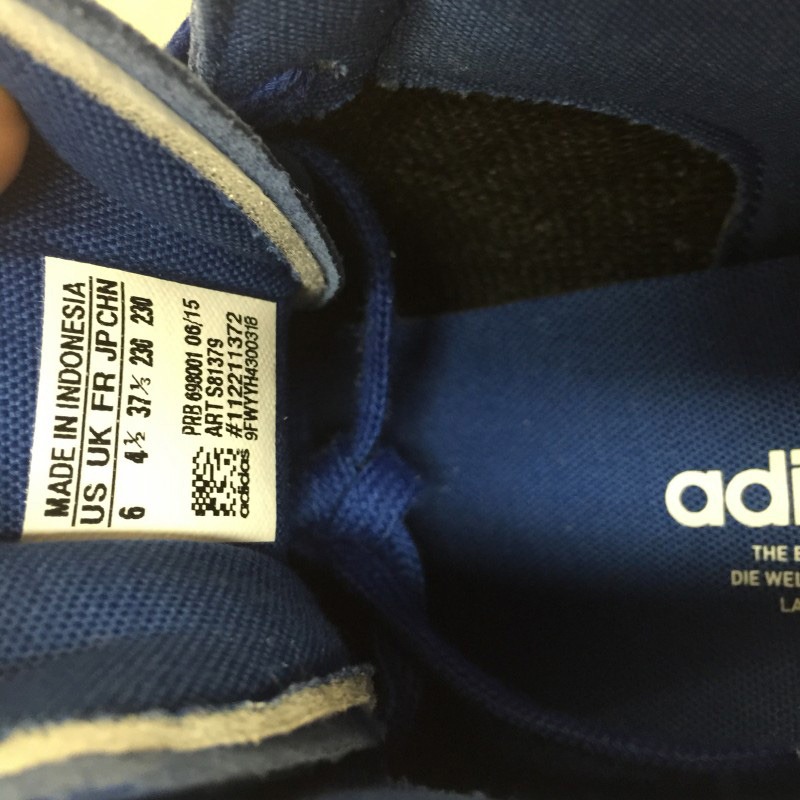 MADE IN INDONESIA
US UK FR JP CHN
6 4½ 37⅓ 230 230
PRB 698001 06/15
ART S81379
#112211372
9FWYYH4300318
adidas
adi
THE
DIE WEL
LA